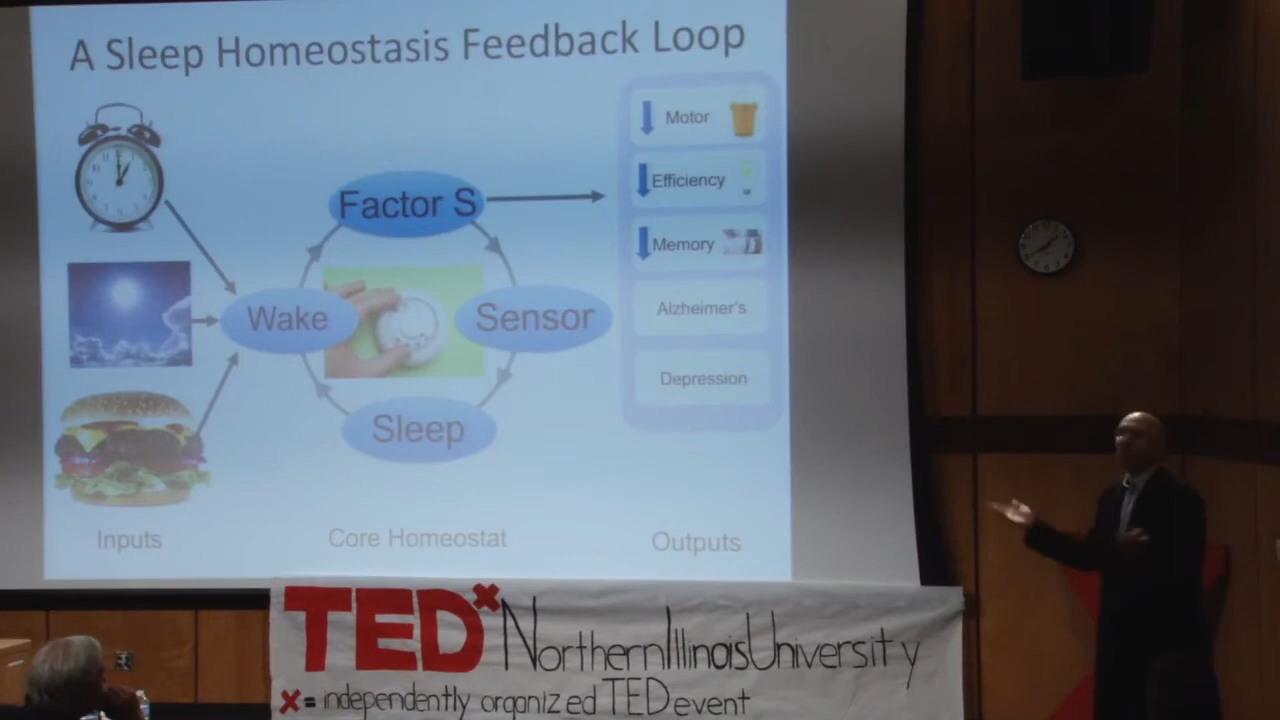 A Sleep Homeostasis Feedback Loop
Motor
Factor S
Efficiency
Memory
Wake
Sensor
Alzheimer's
Depression
Sleep
Inputs
Core Homeostat
Outputs
TEDx NorthernIllinoisUniversity
x = independently organized TED event